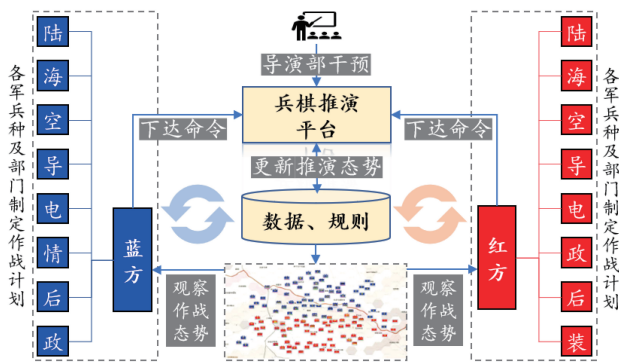 各军兵种及部门制定作战计划
陆
海
空
导
电
情
后
政
蓝方
导演部干预
兵棋推演
平台
下达命令
下达命令
更新推演态势
数据、规则
观察
作战
态势
观察
作战
态势
红方
陆
海
空
导
电
政
后
装
各军兵种及部门制定作战计划